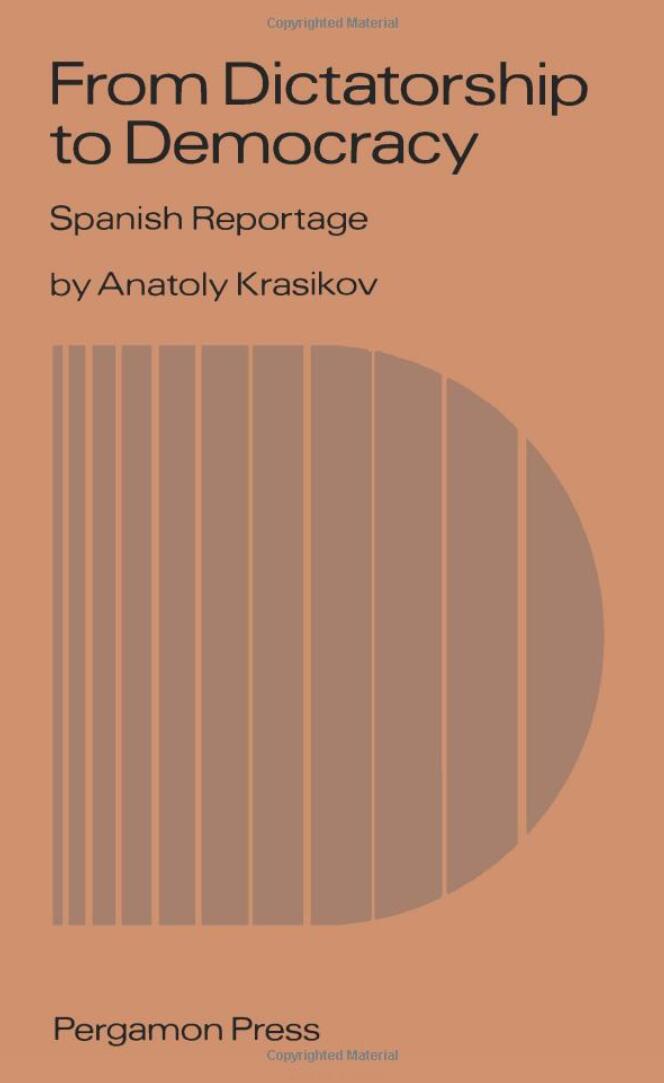 Copyrighted Material
From Dictatorship
to Democracy
Spanish Reportage
by Anatoly Krasikov
Pergamon Press
Copyrighted Material